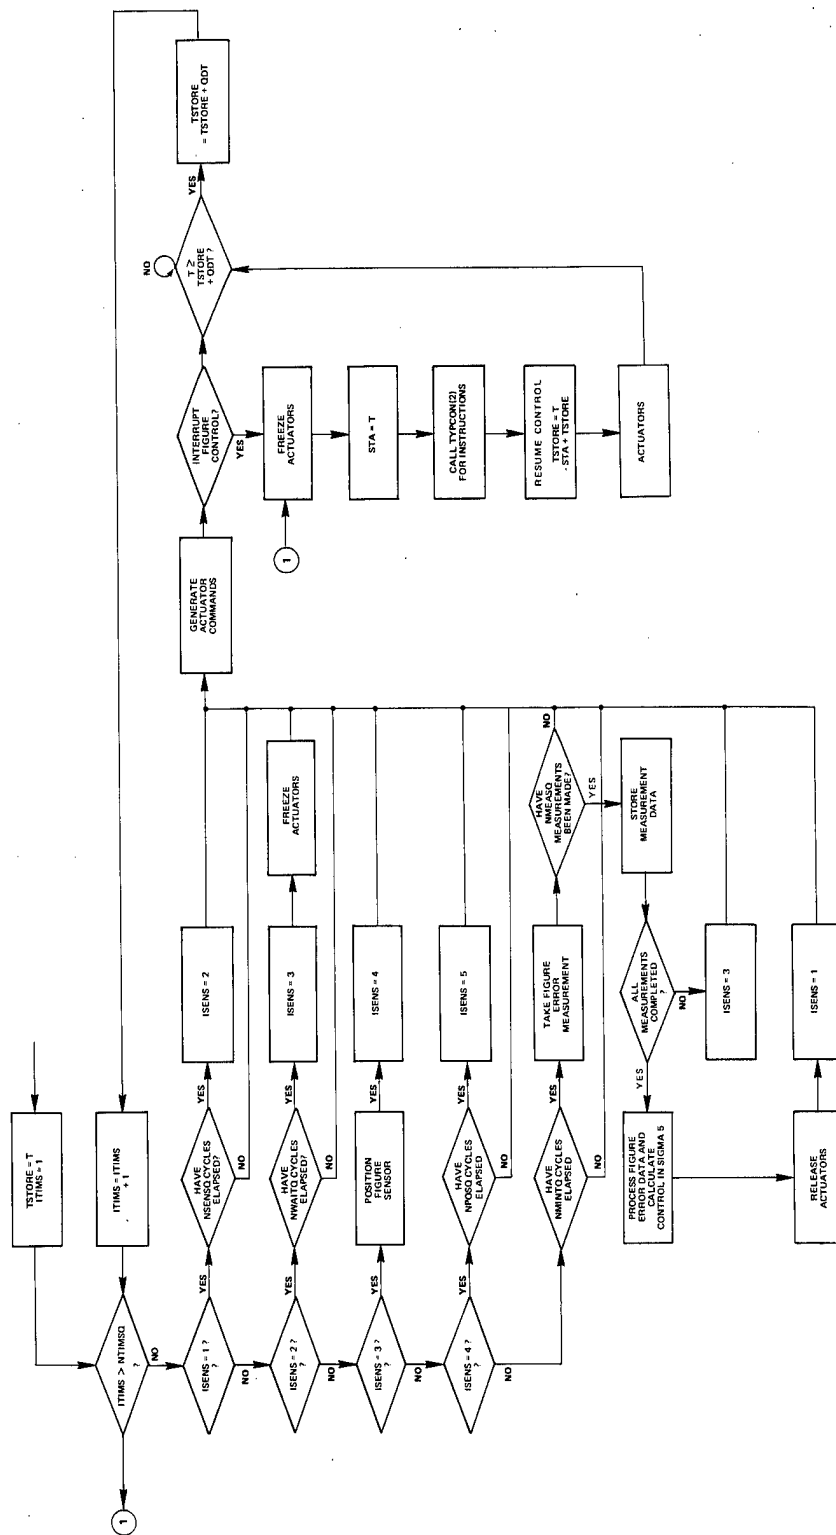 TSTORE = T
ITIMS = 1
ITIMS = ITIMS
+ 1
ITIMS > NTIMSQ
?
1
NO
ISENS = 1 ?
?
YES
NO
HAVE
NSENSQ CYCLES
ELAPSED?
YES
NO
ISENS = 2
ISENS = 2 ?
?
YES
NO
HAVE
NWAITQ CYCLES
ELAPSED?
YES
NO
ISENS = 3
FREEZE
ACTUATORS
ISENS = 3 ?
?
YES
NO
POSITION
FIGURE
SENSOR
ISENS = 4
ISENS = 4 ?
?
YES
NO
HAVE
NPOSQ CYCLES
ELAPSED
YES
NO
ISENS = 5
HAVE
NMINTQ CYCLES
ELAPSED
YES
NO
TAKE FIGURE
ERROR
MEASUREMENT
HAVE
NMEASQ
MEASUREMENTS
BEEN MADE?
NO
YES
STORE
MEASUREMENT
DATA
ALL
MEASUREMENTS
COMPLETED
?
NO
YES
ISENS = 3
PROCESS FIGURE
ERROR DATA AND
CALCULATE
CONTROL IN SIGMA 5
RELEASE
ACTUATORS
ISENS = 1
GENERATE
ACTUATOR
COMMANDS
INTERRUPT
FIGURE
CONTROL?
YES
1
FREEZE
ACTUATORS
STA = T
CALL TYPCON(2)
FOR INSTRUCTIONS
RESUME CONTROL
TSTORE = T
- STA + TSTORE
ACTUATORS
T ≥
TSTORE
+ QDT ?
NO
YES
TSTORE
= TSTORE + QDT